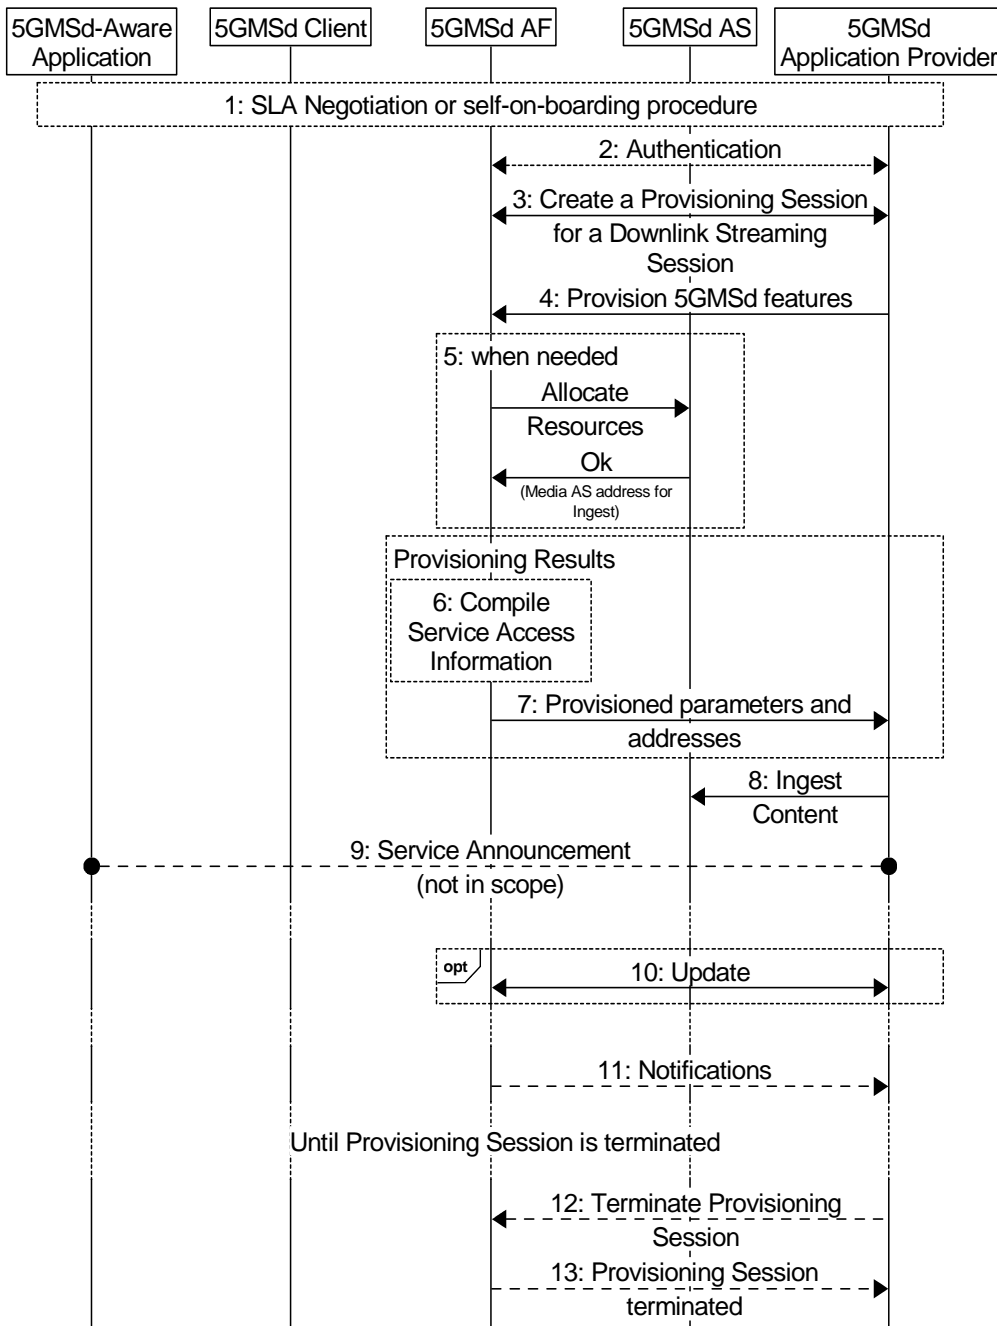 5GMSd-Aware
Application
5GMSd Client
5GMSd AF
5GMSd AS
5GMSd
Application Provider
1: SLA Negotiation or self-on-boarding procedure
2: Authentication
3: Create a Provisioning Session
for a Downlink Streaming
Session
4: Provision 5GMSd features
5: when needed
Allocate
Resources
Ok
(Media AS address for
Ingest)
Provisioning Results
6: Compile
Service Access
Information
7: Provisioned parameters and
addresses
8: Ingest
Content
9: Service Announcement
(not in scope)
opt
10: Update
11: Notifications
Until Provisioning Session is terminated
12: Terminate Provisioning
Session
13: Provisioning Session
terminated